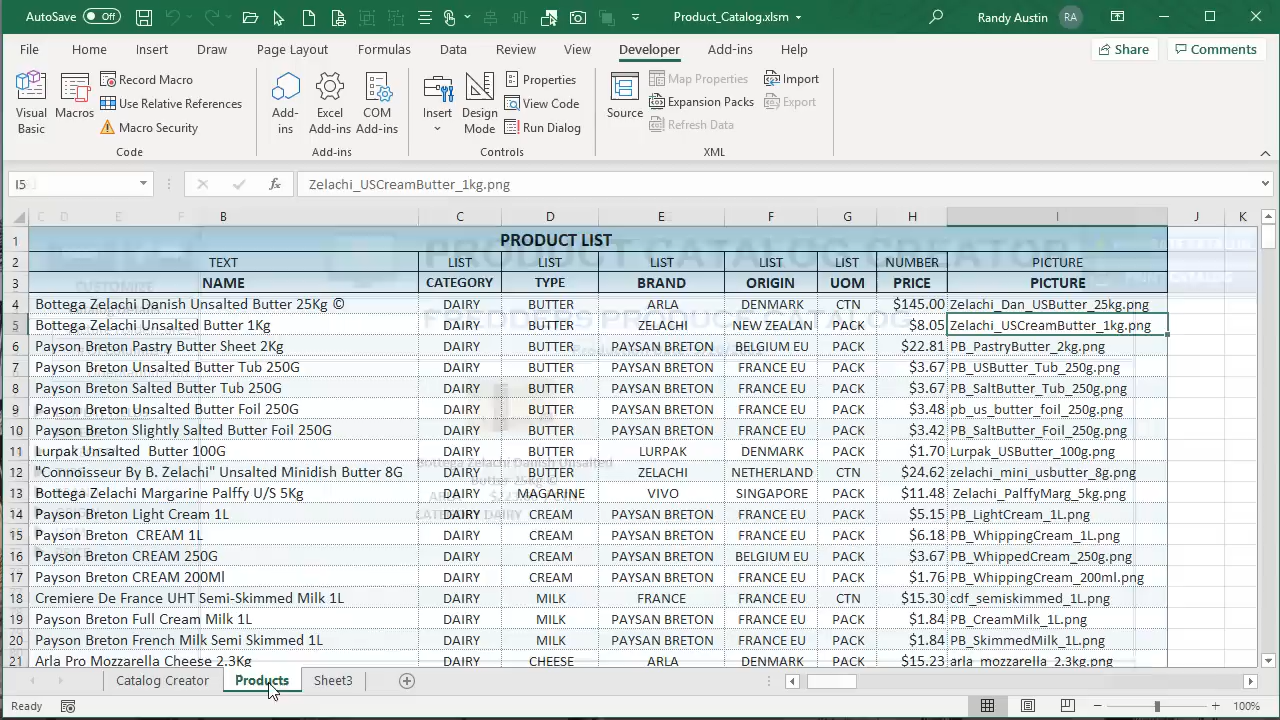 AutoSave Off Product_Catalog.xlsm Randy Austin RA
File Home Insert Draw Page Layout Formulas Data Review View Developer Add-ins Help Share Comments
Visual Basic Macros Record Macro Use Relative References Macro Security Add-ins Excel Add-ins COM Add-ins Insert Design Mode Properties View Code Run Dialog Source Map Properties Expansion Packs Refresh Data Import Export
Code Add-ins Controls XML
I5 fx Zelachi_USCreamButter_1kg.png
B C D E F G H I J K
1 PRODUCT LIST
2 TEXT LIST LIST LIST LIST LIST NUMBER PICTURE
3 NAME CATEGORY TYPE BRAND ORIGIN UOM PRICE PICTURE
4 Bottega Zelachi Danish Unsalted Butter 25Kg © DAIRY BUTTER ARLA DENMARK CTN $145.00 Zelachi_Dan_USButter_25kg.png
5 Bottega Zelachi Unsalted Butter 1Kg DAIRY BUTTER ZELACHI NEW ZEALAN PACK $8.05 Zelachi_USCreamButter_1kg.png
6 Payson Breton Pastry Butter Sheet 2Kg DAIRY BUTTER PAYSAN BRETON BELGIUM EU PACK $22.81 PB_PastryButter_2kg.png
7 Payson Breton Unsalted Butter Tub 250G DAIRY BUTTER PAYSAN BRETON FRANCE EU PACK $3.67 PB_USButter_Tub_250g.png
8 Payson Breton Salted Butter Tub 250G DAIRY BUTTER PAYSAN BRETON FRANCE EU PACK $3.67 PB_SaltButter_Tub_250g.png
9 Payson Breton Unsalted Butter Foil 250G DAIRY BUTTER PAYSAN BRETON FRANCE EU PACK $3.48 pb_us_butter_foil_250g.png
10 Payson Breton Slightly Salted Butter Foil 250G DAIRY BUTTER PAYSAN BRETON FRANCE EU PACK $3.42 PB_SaltButter_Foil_250g.png
11 Lurpak Unsalted Butter 100G DAIRY BUTTER LURPAK DENMARK PACK $1.70 Lurpak_USButter_100g.png
12 "Connoisseur By B. Zelachi" Unsalted Minidish Butter 8G DAIRY BUTTER ZELACHI NETHERLAND CTN $24.62 zelachi_mini_usbutter_8g.png
13 Bottega Zelachi Margarine Palffy U/S 5Kg DAIRY MAGARINE VIVO SINGAPORE PACK $11.48 Zelachi_PalffyMarg_5kg.png
14 Payson Breton Light Cream 1L DAIRY CREAM PAYSAN BRETON FRANCE EU PACK $5.15 PB_LightCream_1L.png
15 Payson Breton CREAM 1L DAIRY CREAM PAYSAN BRETON FRANCE EU PACK $6.18 PB_WhippingCream_1L.png
16 Payson Breton CREAM 250G DAIRY CREAM PAYSAN BRETON BELGIUM EU PACK $3.67 PB_WhippedCream_250g.png
17 Payson Breton CREAM 200Ml DAIRY CREAM PAYSAN BRETON FRANCE EU PACK $1.76 PB_WhippingCream_200ml.png
18 Cremiere De France UHT Semi-Skimmed Milk 1L DAIRY MILK FRANCE FRANCE EU CTN $15.30 cdf_semiskimmed_1L.png
19 Payson Breton Full Cream Milk 1L DAIRY MILK PAYSAN BRETON FRANCE EU PACK $1.84 PB_CreamMilk_1L.png
20 Payson Breton French Milk Semi Skimmed 1L DAIRY MILK PAYSAN BRETON FRANCE EU PACK $1.84 PB_SkimmedMilk_1L.png
21 Arla Pro Mozzarella Cheese 2.3Kg DAIRY CHEESE ARLA DENMARK PACK $15.23 arla_mozzarella_2.3kg.png
Catalog Creator Products Sheet3
Ready 100%